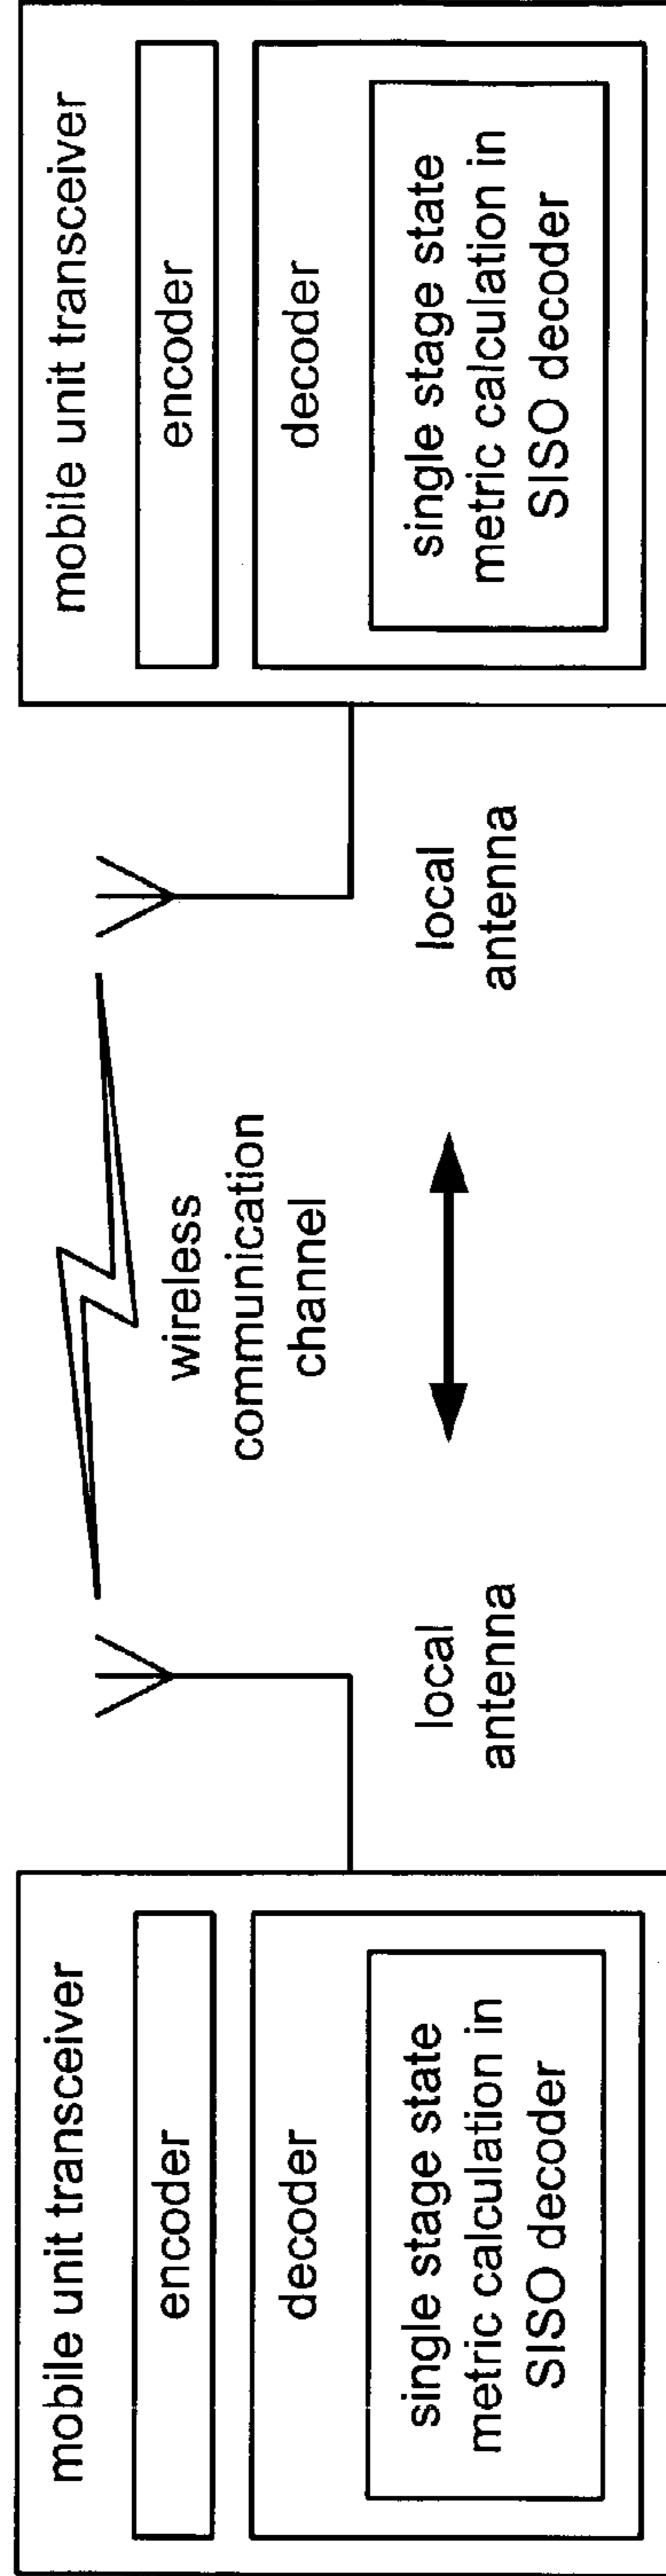 mobile unit transceiver
encoder
decoder
single stage state
metric calculation in
SISO decoder
local
antenna
wireless
communication
channel
local
antenna
mobile unit transceiver
encoder
decoder
single stage state
metric calculation in
SISO decoder